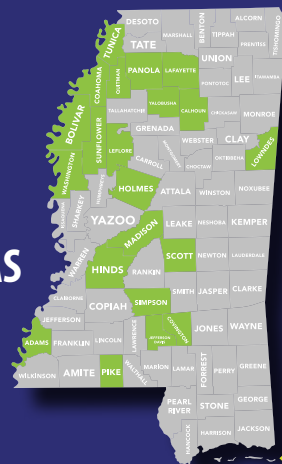 DESOTO
MARSHALL
BENTON
TIPPAH
ALCORN
TISHOMINGO
PRENTISS
TUNICA
TATE
UNION
PANOLA
LAFAYETTE
COAHOMA
QUITMAN
PONTOTOC
LEE
ITAWAMBA
BOLIVAR
TALLAHATCHIE
YALOBUSHA
CALHOUN
CHICKASAW
MONROE
SUNFLOWER
GRENADA
LEFLORE
WEBSTER
CLAY
WASHINGTON
CARROLL
MONTGOMERY
CHOCTAW
OKTIBBEHA
LOWNDES
HUMPHREYS
HOLMES
ATTALA
WINSTON
NOXUBEE
SHARKEY
YAZOO
ISSAQUENA
MADISON
LEAKE
NESHOBA
KEMPER
AS
WARREN
HINDS
RANKIN
SCOTT
NEWTON
LAUDERDALE
CLAIBORNE
COPIAH
SIMPSON
SMITH
JASPER
CLARKE
JEFFERSON
ADAMS
FRANKLIN
LINCOLN
LAWRENCE
JEFFERSON DAVIS
COVINGTON
JONES
WAYNE
WILKINSON
AMITE
PIKE
WALTHALL
MARION
LAMAR
FORREST
PERRY
GREENE
PEARL
RIVER
STONE
GEORGE
HANCOCK
HARRISON
JACKSON